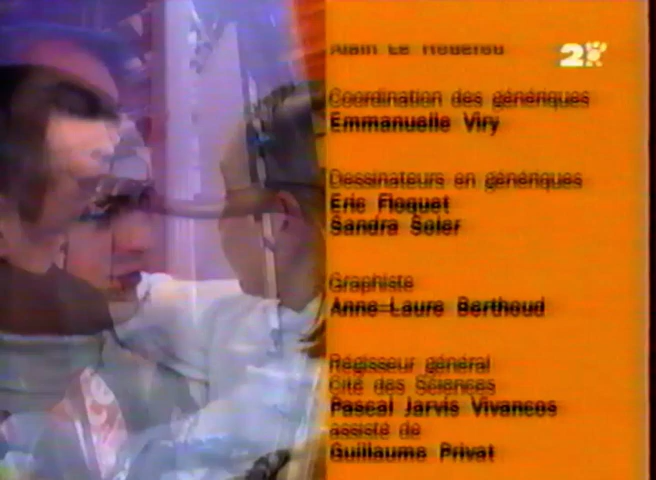 2
Coordination des génériques
Emmanuelle Viry
Dessinateurs en génériques
Eric Floquet
Sandra Soler
Graphiste
Anne-Laure Berthoud
Régisseur général
Cité des Sciences
Pascal Jarvis Vivancos
assisté de
Guillaume Privat